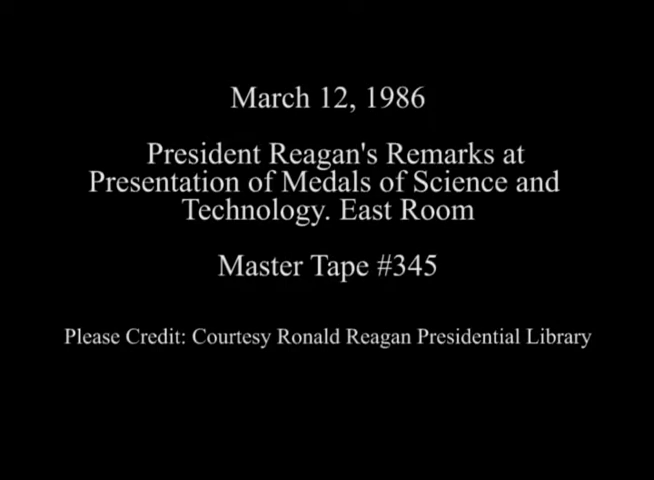 March 12, 1986
President Reagan's Remarks at
Presentation of Medals of Science and
Technology. East Room
Master Tape #345
Please Credit: Courtesy Ronald Reagan Presidential Library